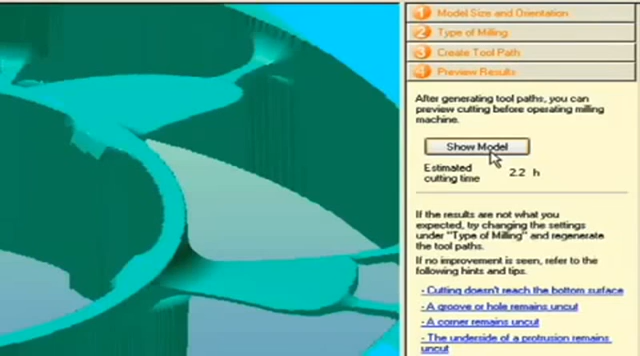 1 Model Size and Orientation
2 Type of Milling
3 Create Tool Path
4 Preview Results
After generating tool paths, you can
preview cutting before operating milling
machine.
Show Model
Estimated
cutting time 2.2 h
If the results are not what you
expected, try changing the settings
under "Type of Milling" and regenerate
the tool paths.
If no improvement is seen, refer to the
following hints and tips.
- Cutting doesn't reach the bottom surface
- A groove or hole remains uncut
- A corner remains uncut
- The underside of a protrusion remains
uncut